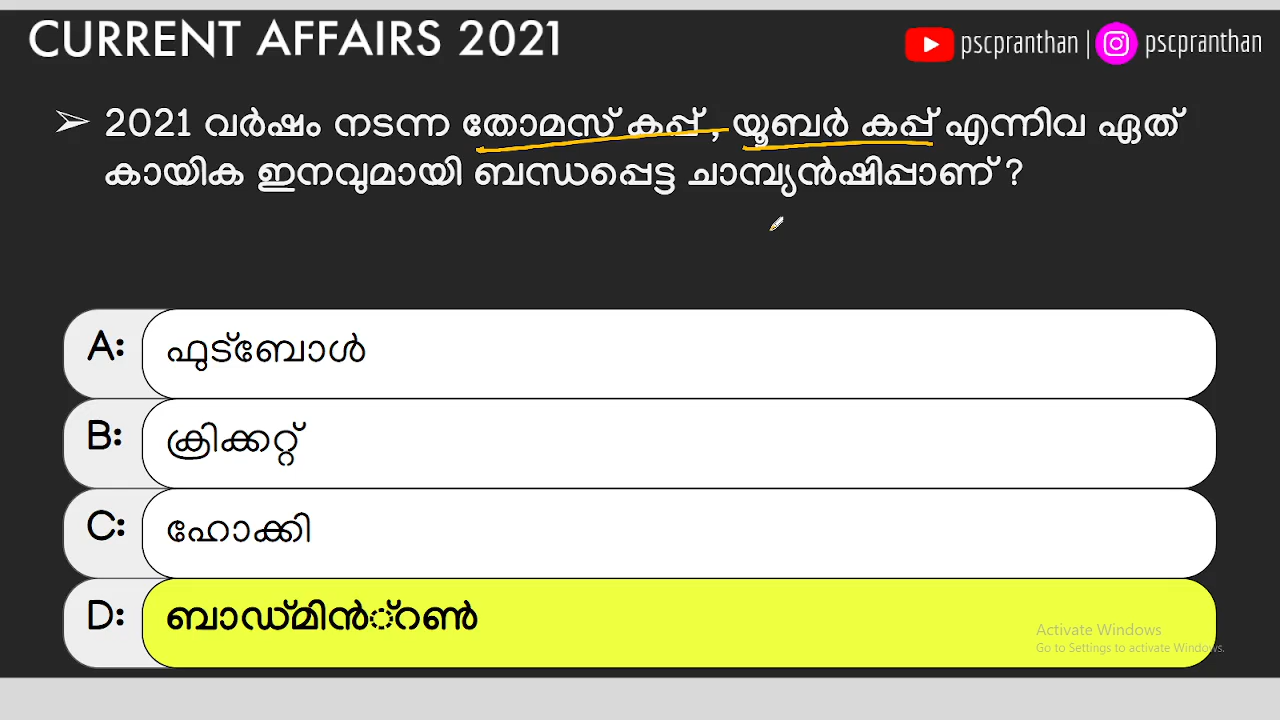 CURRENT AFFAIRS 2021
pscpranthan | pscpranthan
➢ 2021 വർഷം നടന്ന തോമസ് കപ്പ് , യൂബർ കപ്പ് എന്നിവ ഏത്
കായിക ഇനവുമായി ബന്ധപ്പെട്ട ചാമ്പ്യൻഷിപ്പാണ് ?
A: ഫുട്ബോൾ
B: ക്രിക്കറ്റ്
C: ഹോക്കി
D: ബാഡ്മിൻ്റൺ
Activate Windows
Go to Settings to activate Windows.